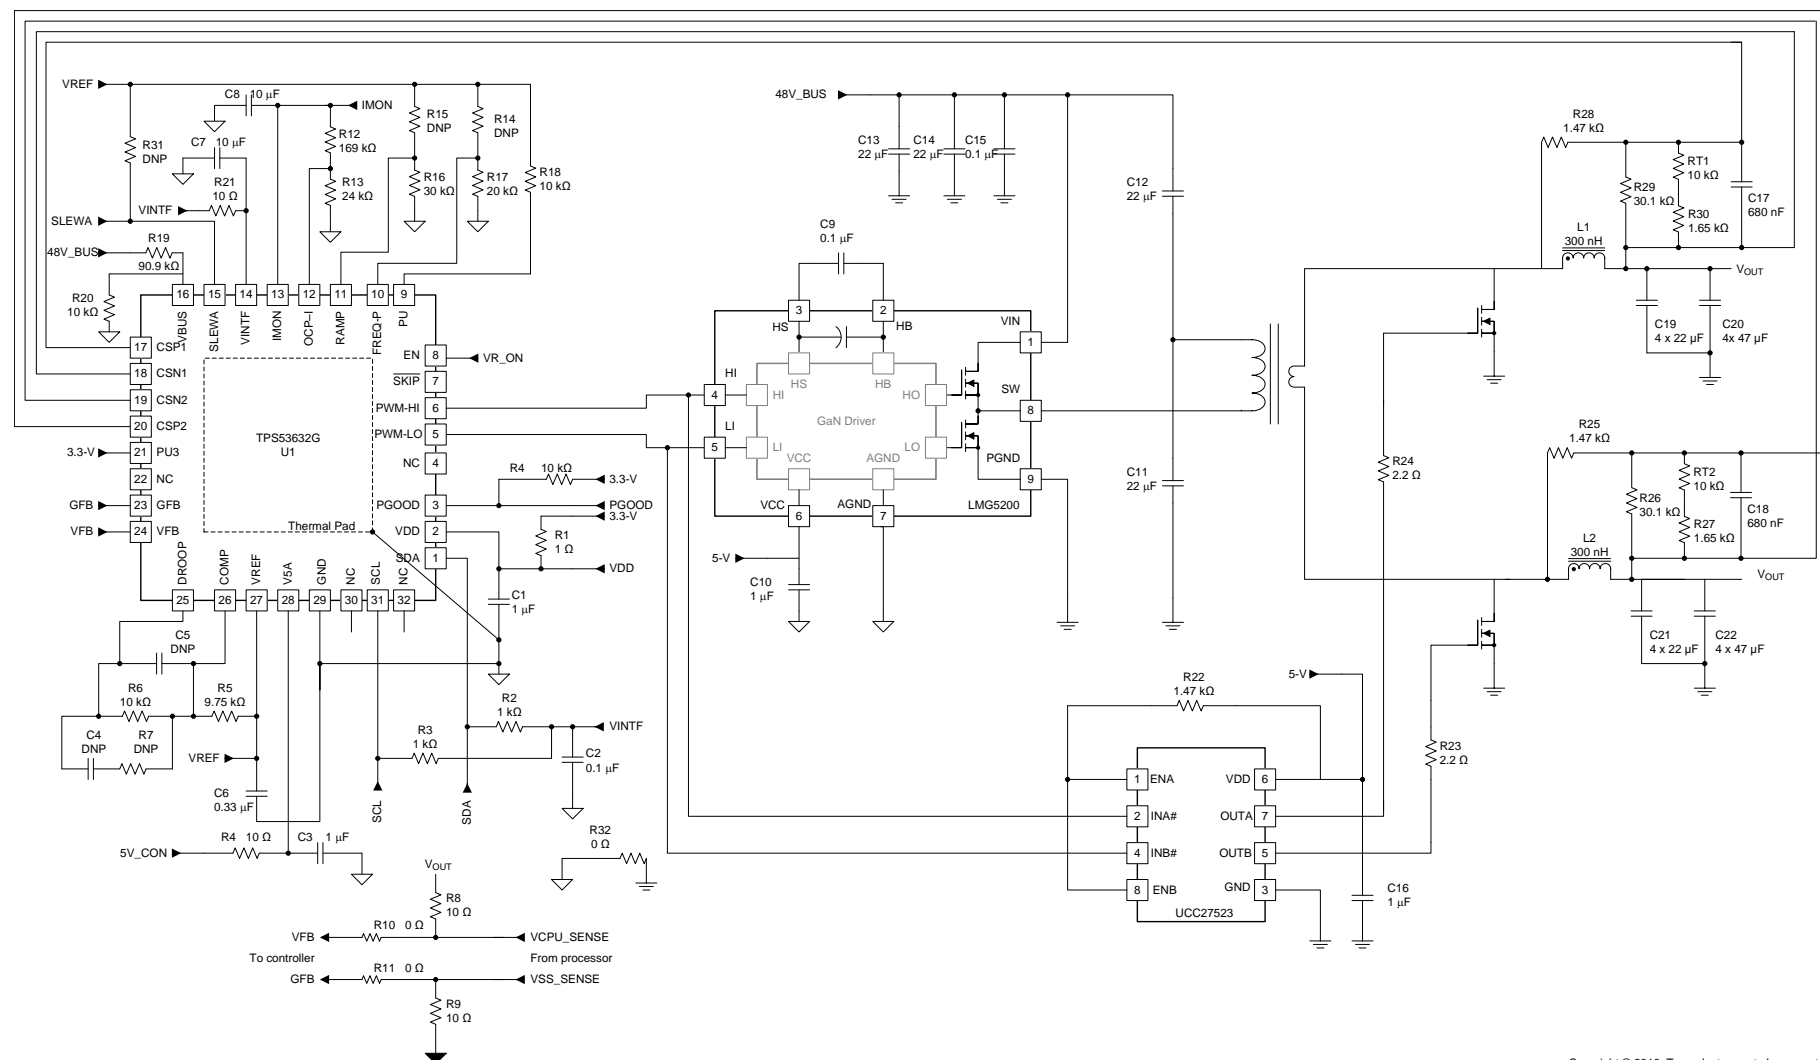 VREF
C8 10 µF
IMON
R15
DNP
R14
DNP
R31
DNP
C7 10 µF
R12
169 kΩ
R21
10 Ω
R13
24 kΩ
R16
30 kΩ
R17
20 kΩ
R18
10 kΩ
VINTF
SLEWA
48V_BUS
R19
90.9 kΩ
R20
10 kΩ
16
15
14
13
12
11
10
9
VBUS
SLEWA
VINTF
IMON
OCP–I
RAMP
FREQ-P
PU
17 CSP1
18 CSN1
19 CSN2
20 CSP2
3.3-V 21 PU3
22 NC
GFB 23 GFB
VFB 24 VFB
EN 8 VR_ON
SKIP 7
PWM-HI 6
PWM-LO 5
NC 4
PGOOD 3
VDD 2
SDA 1
TPS53632G
U1
Thermal Pad
R4 10 kΩ
3.3-V
PGOOD
3.3-V
R1
1 Ω
VDD
C1
1 µF
DROOP
COMP
VREF
V5A
GND
NC
SCL
NC
25
26
27
28
29
30
31
32
C5
DNP
R6
10 kΩ
R5
9.75 kΩ
C4
DNP
R7
DNP
VREF
C6
0.33 µF
R2
1 kΩ
VINTF
R3
1 kΩ
C2
0.1 µF
SCL
SDA
5V_CON
R4 10 Ω
C3 1 µF
R32
0 Ω
VOUT
R8
10 Ω
R10 0 Ω
VFB
VCPU_SENSE
To controller
From processor
R11 0 Ω
GFB
VSS_SENSE
R9
10 Ω
48V_BUS
C13
22 µF
C14
22 µF
C15
0.1 µF
C12
22 µF
C9
0.1 µF
3
2
HS
HB
VIN
1
HI
4
LI
5
SW
8
PGND
9
HS
HB
HI
HO
GaN Driver
LI
LO
VCC
AGND
VCC
AGND
LMG5200
6
7
5-V
C10
1 µF
C11
22 µF
R28
1.47 kΩ
R29
30.1 kΩ
RT1
10 kΩ
R30
1.65 kΩ
C17
680 nF
L1
300 nH
VOUT
C19
4 x 22 µF
C20
4x 47 µF
R24
2.2 Ω
R25
1.47 kΩ
R26
30.1 kΩ
RT2
10 kΩ
R27
1.65 kΩ
C18
680 nF
L2
300 nH
VOUT
C21
4 x 22 µF
C22
4 x 47 µF
R23
2.2 Ω
5-V
R22
1.47 kΩ
1 ENA
2 INA#
4 INB#
8 ENB
VDD 6
OUTA 7
OUTB 5
GND 3
UCC27523
C16
1 µF